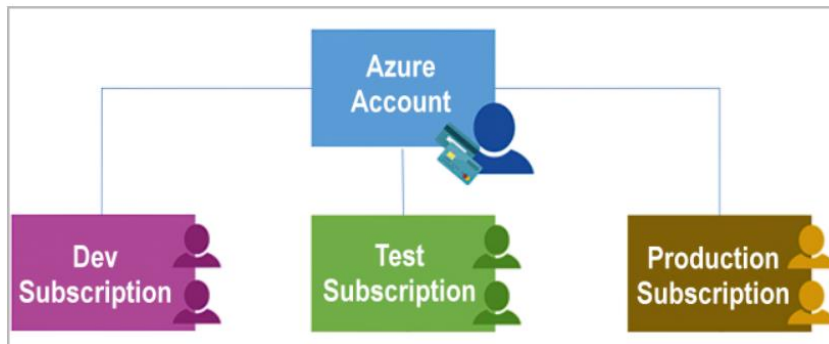 Azure
Account
Dev
Subscription
Test
Subscription
Production
Subscription